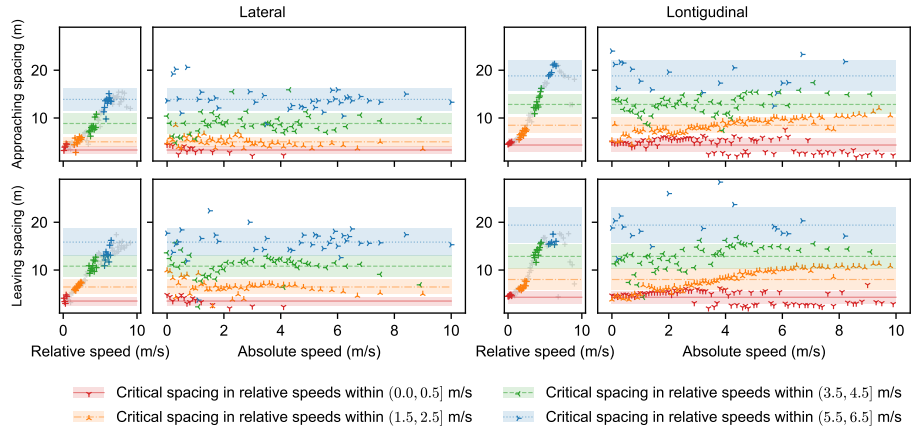 Lateral
Lontigudinal
Approaching spacing (m)
20
10
20
10
Leaving spacing (m)
20
10
20
10
0
10
0
2
4
6
8
10
0
10
0
2
4
6
8
10
Relative speed (m/s)
Absolute speed (m/s)
Relative speed (m/s)
Absolute speed (m/s)
Critical spacing in relative speeds within (0.0, 0.5] m/s
Critical spacing in relative speeds within (3.5, 4.5] m/s
Critical spacing in relative speeds within (1.5, 2.5] m/s
Critical spacing in relative speeds within (5.5, 6.5] m/s